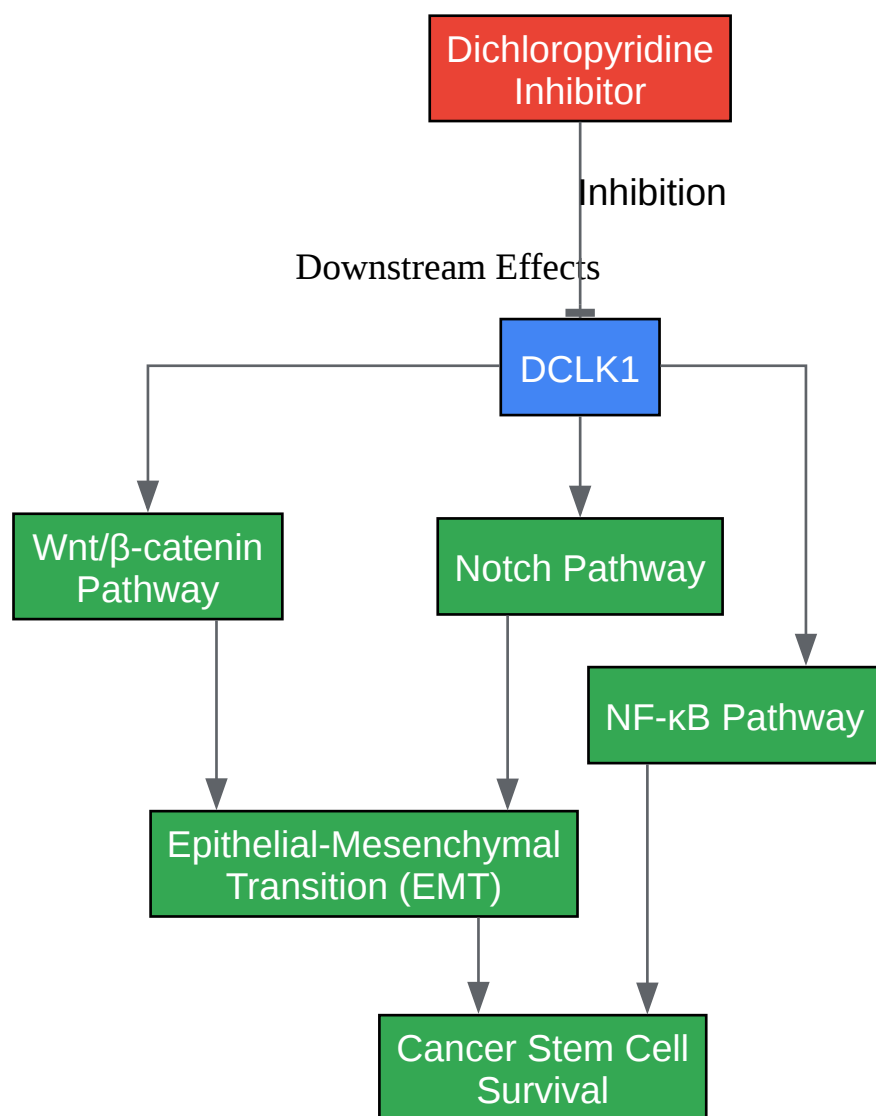 Dichloropyridine
Inhibitor
Inhibition
Downstream Effects
DCLK1
Wnt/β-catenin
Pathway
Notch Pathway
NF-κB Pathway
Epithelial-Mesenchymal
Transition (EMT)
Cancer Stem Cell
Survival